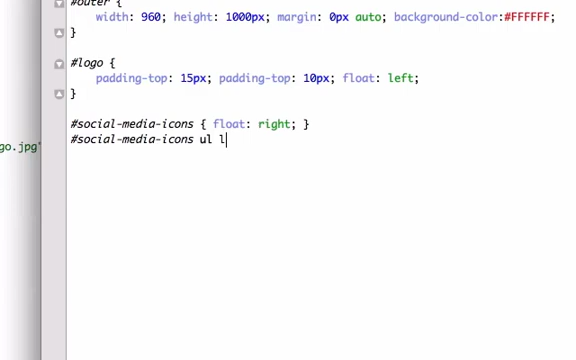 #outer {
width: 960; height: 1000px; margin: 0px auto; background-color:#FFFFFF;
}
#logo {
padding-top: 15px; padding-top: 10px; float: left;
}
#social-media-icons { float: right; }
go.jpg"
#social-media-icons ul l